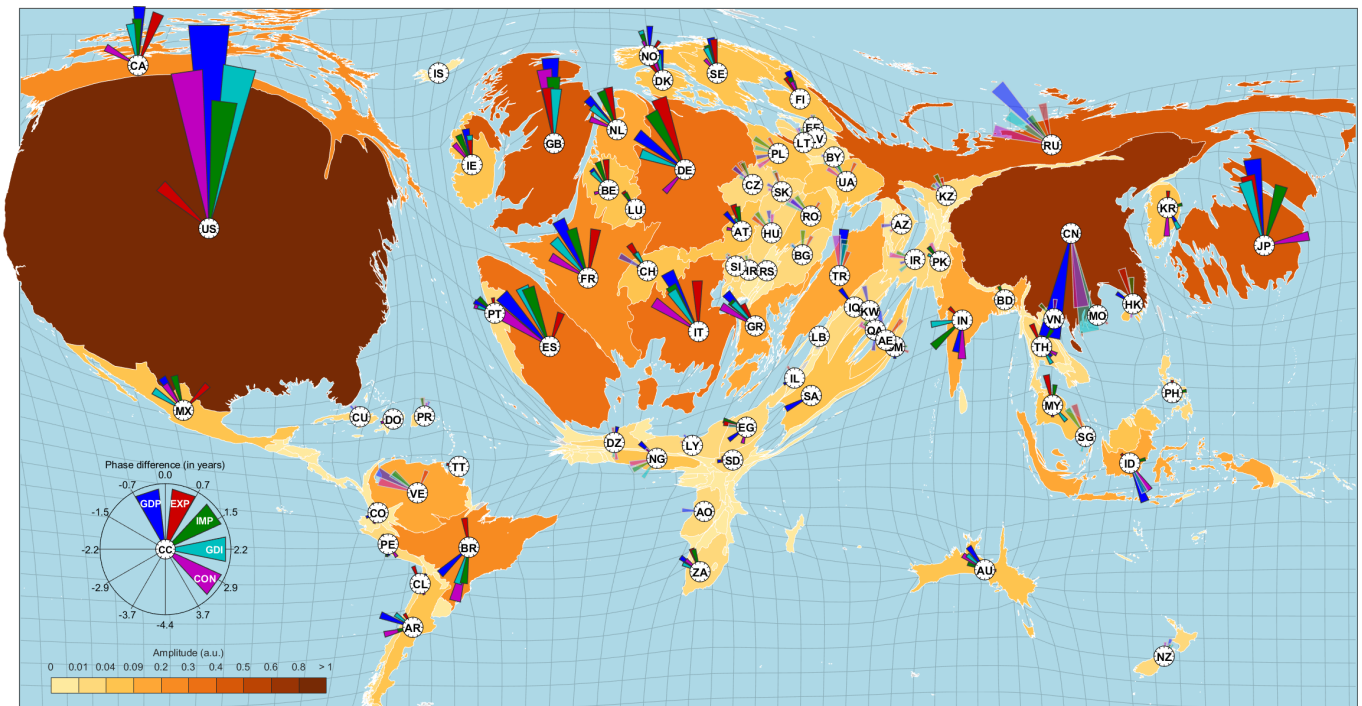 CA
IS
NO
DK
SE
FI
US
IE
GB
NL
DE
BE
LU
LT
PL
BY
CZ
SK
UA
RU
KZ
AT
HU
RO
BG
AZ
IR
PK
CN
KR
JP
FR
CH
SI
HR
RS
TR
PT
ES
IT
GR
IQ
KW
QA
AE
LB
IL
SA
IN
BD
VN
MO
HK
TH
MX
CU
DO
PR
DZ
NG
LY
EG
SD
MY
SG
PH
ID
TT
VE
CO
PE
BR
CL
AR
AO
ZA
AU
NZ
Phase difference (in years)
0.0
-0.7
0.7
-1.5
1.5
-2.2
2.2
-2.9
2.9
-3.7
3.7
-4.4
GDP
EXP
IMP
GDI
CON
CC
Amplitude (a.u.)
0 0.01 0.04 0.09 0.2 0.3 0.4 0.5 0.6 0.8 > 1